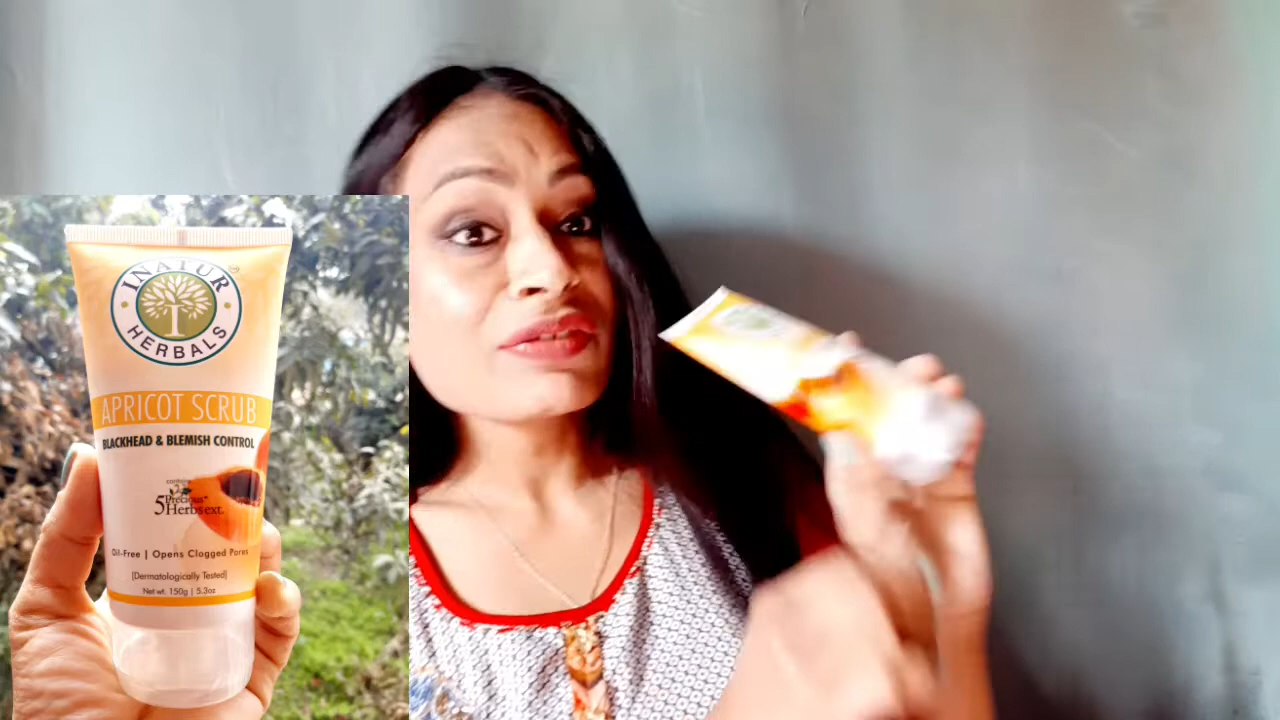 INATUR
HERBALS
APRICOT SCRUB
BLACKHEAD & BLEMISH CONTROL
contains
5 Precious*
Herbs ext.
Oil-Free | Opens Clogged Pores
[Dermatologically Tested]
Net wt. 150g | 5.3oz